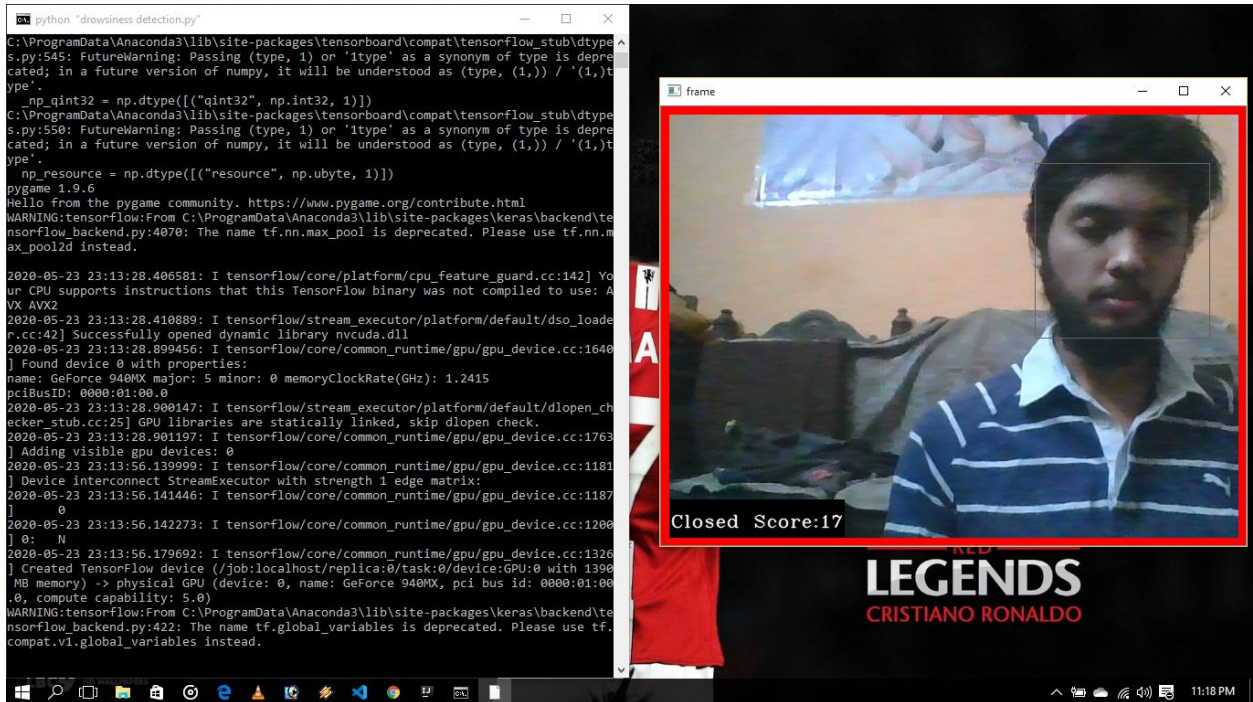 python "drowsiness detection.py"
C:\ProgramData\Anaconda3\lib\site-packages\tensorboard\compat\tensorflow_stub\dtype
s.py:545: FutureWarning: Passing (type, 1) or '1type' as a synonym of type is depre
cated; in a future version of numpy, it will be understood as (type, (1,)) / '(1,)t
ype'.
_np_qint32 = np.dtype([("qint32", np.int32, 1)])
C:\ProgramData\Anaconda3\lib\site-packages\tensorboard\compat\tensorflow_stub\dtype
s.py:550: FutureWarning: Passing (type, 1) or '1type' as a synonym of type is depre
cated; in a future version of numpy, it will be understood as (type, (1,)) / '(1,)t
ype'.
np_resource = np.dtype([("resource", np.ubyte, 1)])
pygame 1.9.6
Hello from the pygame community. https://www.pygame.org/contribute.html
WARNING:tensorflow:From C:\ProgramData\Anaconda3\lib\site-packages\keras\backend\te
nsorflow_backend.py:4070: The name tf.nn.max_pool is deprecated. Please use tf.nn.m
ax_pool2d instead.
2020-05-23 23:13:28.406581: I tensorflow/core/platform/cpu_feature_guard.cc:142] Yo
ur CPU supports instructions that this TensorFlow binary was not compiled to use: A
VX AVX2
2020-05-23 23:13:28.410889: I tensorflow/stream_executor/platform/default/dso_loade
r.cc:42] Successfully opened dynamic library nvcuda.dll
2020-05-23 23:13:28.899456: I tensorflow/core/common_runtime/gpu/gpu_device.cc:1640
] Found device 0 with properties:
name: GeForce 940MX major: 5 minor: 0 memoryClockRate(GHz): 1.2415
pciBusID: 0000:01:00.0
2020-05-23 23:13:28.900147: I tensorflow/stream_executor/platform/default/dlopen_ch
ecker_stub.cc:25] GPU libraries are statically linked, skip dlopen check.
2020-05-23 23:13:28.901197: I tensorflow/core/common_runtime/gpu/gpu_device.cc:1763
] Adding visible gpu devices: 0
2020-05-23 23:13:56.139999: I tensorflow/core/common_runtime/gpu/gpu_device.cc:1181
] Device interconnect StreamExecutor with strength 1 edge matrix:
2020-05-23 23:13:56.141446: I tensorflow/core/common_runtime/gpu/gpu_device.cc:1187
]      0
2020-05-23 23:13:56.142273: I tensorflow/core/common_runtime/gpu/gpu_device.cc:1200
] 0:   N
2020-05-23 23:13:56.179692: I tensorflow/core/common_runtime/gpu/gpu_device.cc:1326
] Created TensorFlow device (/job:localhost/replica:0/task:0/device:GPU:0 with 1390
MB memory) -> physical GPU (device: 0, name: GeForce 940MX, pci bus id: 0000:01:00
.0, compute capability: 5.0)
WARNING:tensorflow:From C:\ProgramData\Anaconda3\lib\site-packages\keras\backend\te
nsorflow_backend.py:422: The name tf.global_variables is deprecated. Please use tf.
compat.v1.global_variables instead.
frame
Closed Score:17
A
RED
LEGENDS
CRISTIANO RONALDO
HD WALLPAPERS
11:18 PM